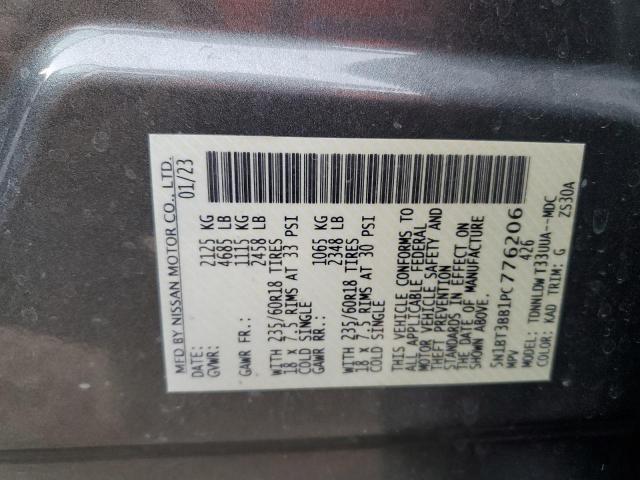 MFD BY NISSAN MOTOR CO., LTD.
DATE: 01/23
GVWR: 2125 KG
4685 LB
GAWR FR.: 1115 KG
2458 LB
WITH 235/60R18 TIRES
18 x 7.5 RIMS AT 33 PSI
COLD SINGLE
GAWR RR.: 1065 KG
2348 LB
WITH 235/60R18 TIRES
18 x 7.5 RIMS AT 30 PSI
COLD SINGLE
THIS VEHICLE CONFORMS TO
ALL APPLICABLE FEDERAL
MOTOR VEHICLE SAFETY AND
THEFT PREVENTION
STANDARDS IN EFFECT ON
THE DATE OF MANUFACTURE
SHOWN ABOVE.
5N1BT3BB1PC776206
MPV 426
MODEL: TDNNLDW T33UUA--MDC
COLOR: KAD TRIM: G ZS30A